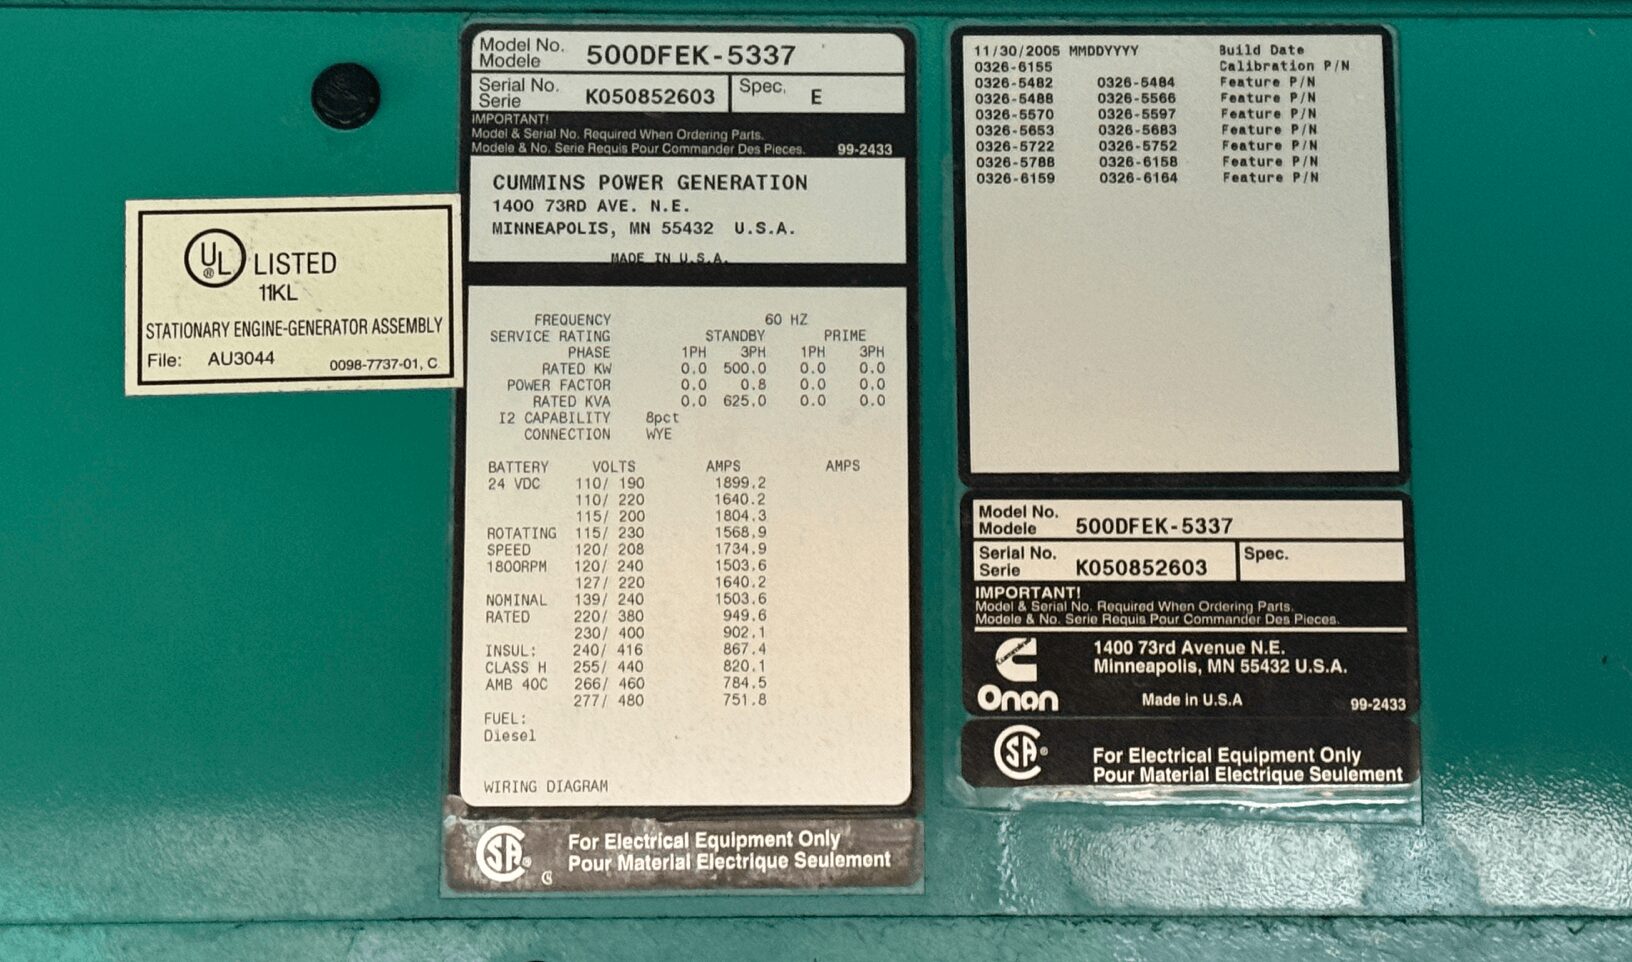 UL® LISTED
11KL
STATIONARY ENGINE-GENERATOR ASSEMBLY
File: AU3044 0098-7737-01, C
Model No. 500DFEK-5337
Modele
Serial No. K050852603 Spec. E
Serie
IMPORTANT!
Model & Serial No. Required When Ordering Parts.
Modele & No. Serie Requis Pour Commander Des Pieces. 99-2433
CUMMINS POWER GENERATION
1400 73RD AVE. N.E.
MINNEAPOLIS, MN 55432 U.S.A.
MADE IN U.S.A.
FREQUENCY 60 HZ
SERVICE RATING STANDBY PRIME
PHASE 1PH 3PH 1PH 3PH
RATED KW 0.0 500.0 0.0 0.0
POWER FACTOR 0.0 0.8 0.0 0.0
RATED KVA 0.0 625.0 0.0 0.0
I2 CAPABILITY 8pct
CONNECTION WYE
BATTERY VOLTS AMPS AMPS
24 VDC 110/ 190 1899.2
110/ 220 1640.2
115/ 200 1804.3
ROTATING 115/ 230 1568.9
SPEED 120/ 208 1734.9
1800RPM 120/ 240 1503.6
127/ 220 1640.2
NOMINAL 139/ 240 1503.6
RATED 220/ 380 949.6
230/ 400 902.1
INSUL: 240/ 416 867.4
CLASS H 255/ 440 820.1
AMB 40C 266/ 460 784.5
277/ 480 751.8
FUEL:
Diesel
WIRING DIAGRAM
SA® For Electrical Equipment Only
Pour Material Electrique Seulement
11/30/2005 MMDDYYYY Build Date
0326-6155 Calibration P/N
0326-5482 0326-5484 Feature P/N
0326-5488 0326-5566 Feature P/N
0326-5570 0326-5597 Feature P/N
0326-5653 0326-5683 Feature P/N
0326-5722 0326-5752 Feature P/N
0326-5788 0326-6158 Feature P/N
0326-6159 0326-6164 Feature P/N
Model No. 500DFEK-5337
Modele
Serial No. K050852603 Spec.
Serie
IMPORTANT!
Model & Serial No. Required When Ordering Parts.
Modele & No. Serie Requis Pour Commander Des Pieces.
1400 73rd Avenue N.E.
Minneapolis, MN 55432 U.S.A.
Onan Made in U.S.A 99-2433
SA® For Electrical Equipment Only
Pour Material Electrique Seulement